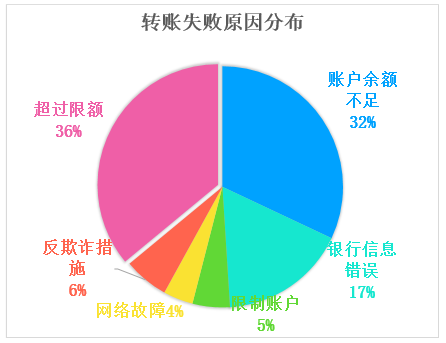 转账失败原因分布
账户余额
不足
32%
超过限额
36%
银行信息
错误
17%
反欺诈措
施
6%
网络故障4%
限制账户
5%